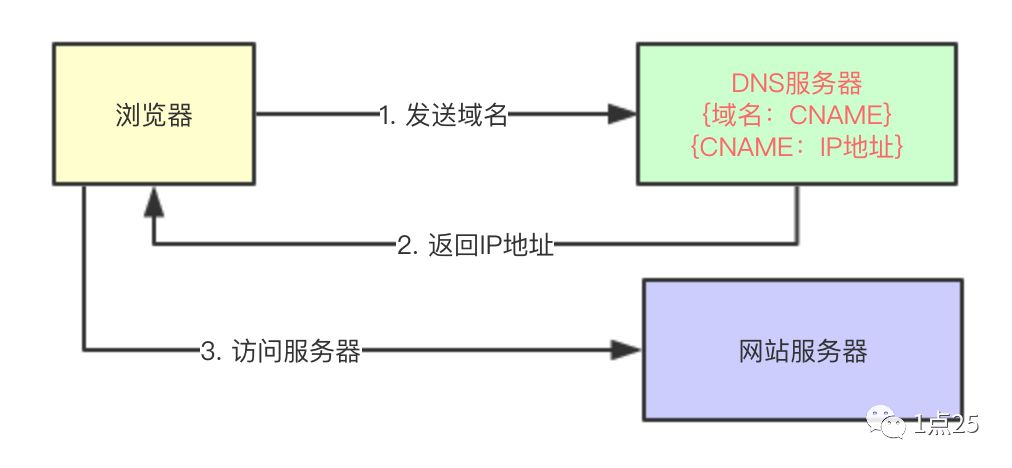 浏览器
1. 发送域名
DNS服务器
{域名：CNAME}
{CNAME：IP地址}
2. 返回IP地址
3. 访问服务器
网站服务器
1点25